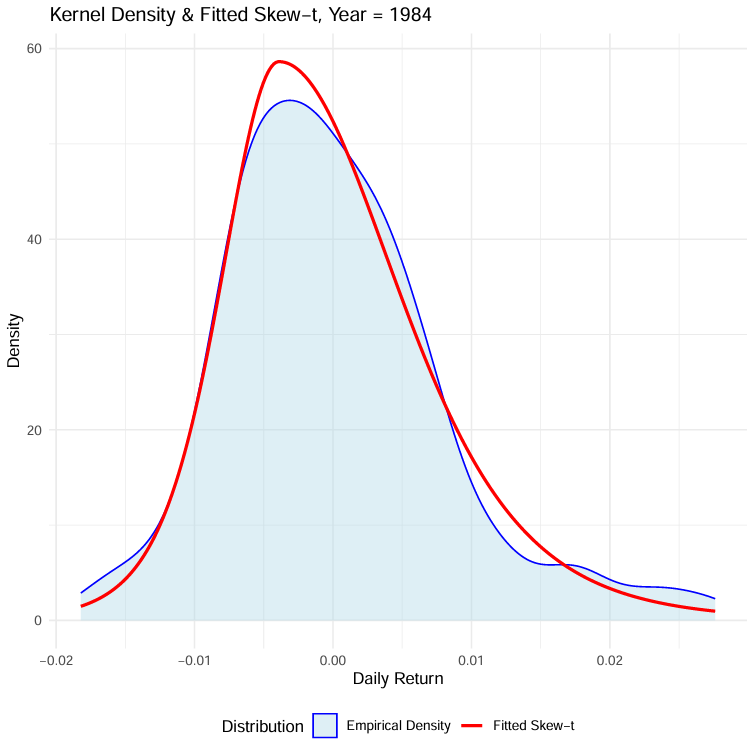 Kernel Density & Fitted Skew−t, Year = 1984
60
40
20
0
Density
−0.02 −0.01 0.00 0.01 0.02
Daily Return
Distribution Empirical Density Fitted Skew−t